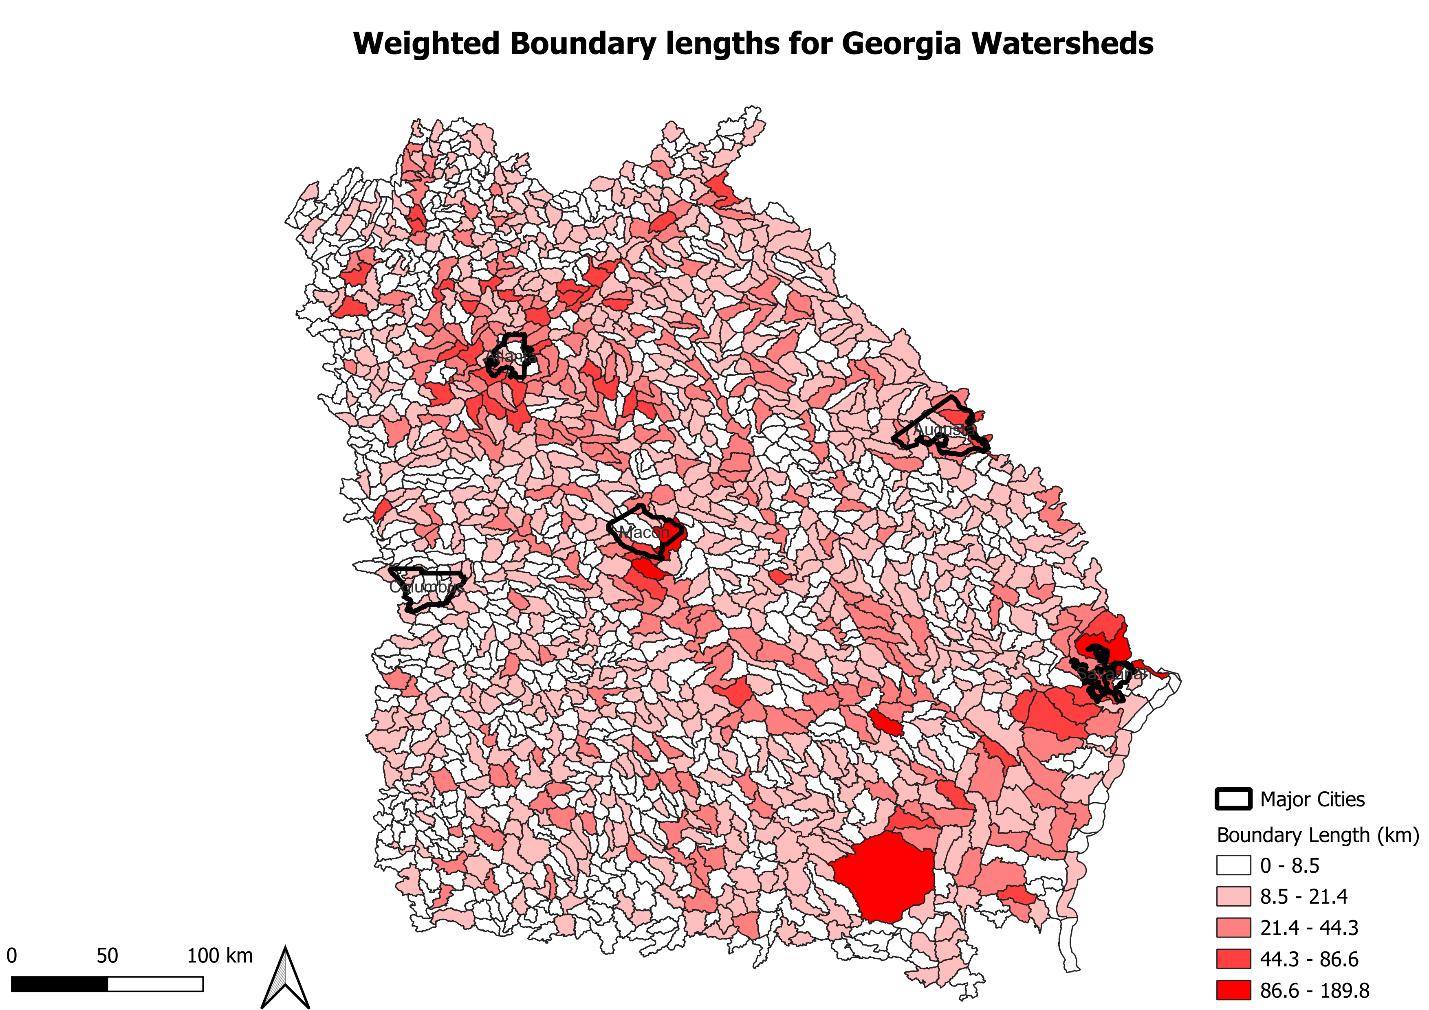 Weighted Boundary lengths for Georgia Watersheds
Augusta
Macon
Major Cities
Boundary Length (km)
0 - 8.5
8.5 - 21.4
21.4 - 44.3
44.3 - 86.6
86.6 - 189.8
0 50 100 km